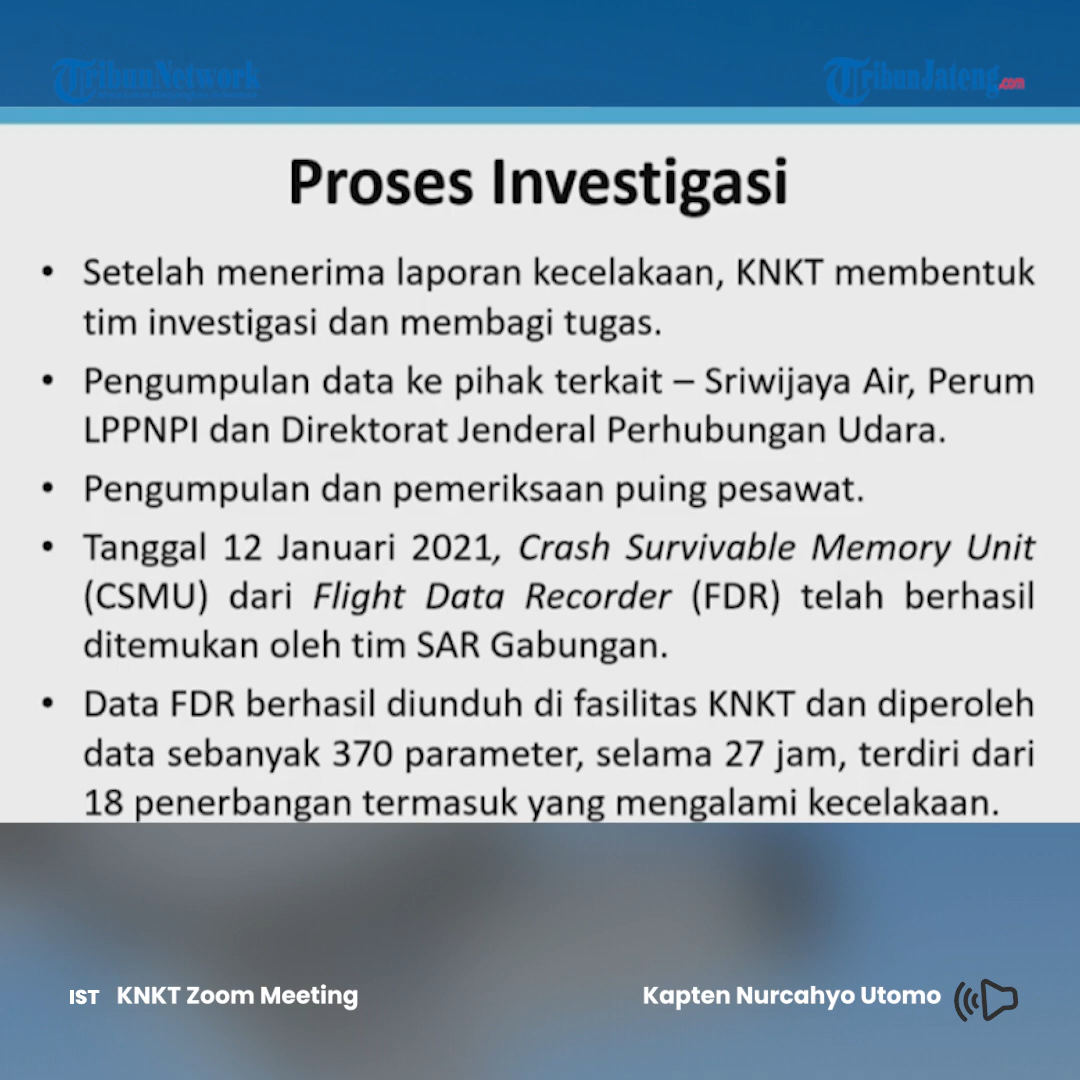 TribunNetwork
TribunJateng.com
Proses Investigasi
• Setelah menerima laporan kecelakaan, KNKT membentuk
tim investigasi dan membagi tugas.
• Pengumpulan data ke pihak terkait – Sriwijaya Air, Perum
LPPNPI dan Direktorat Jenderal Perhubungan Udara.
• Pengumpulan dan pemeriksaan puing pesawat.
• Tanggal 12 Januari 2021, Crash Survivable Memory Unit
(CSMU) dari Flight Data Recorder (FDR) telah berhasil
ditemukan oleh tim SAR Gabungan.
• Data FDR berhasil diunduh di fasilitas KNKT dan diperoleh
data sebanyak 370 parameter, selama 27 jam, terdiri dari
18 penerbangan termasuk yang mengalami kecelakaan.
IST KNKT Zoom Meeting
Kapten Nurcahyo Utomo